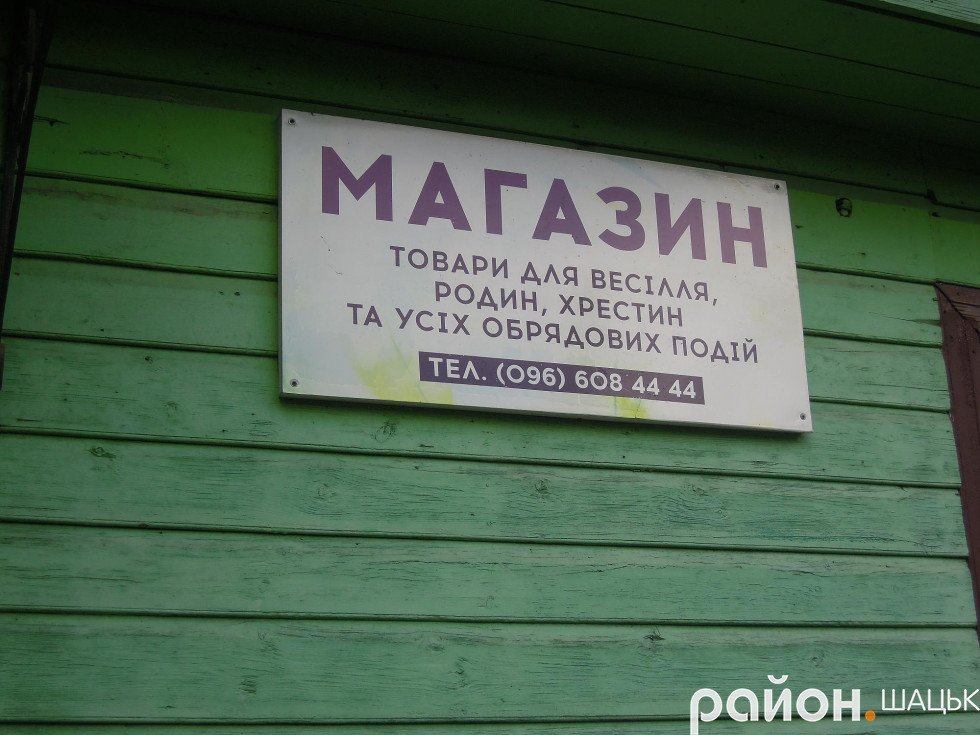 МАГАЗИН
ТОВАРИ ДЛЯ ВЕСІЛЛЯ,
РОДИН, ХРЕСТИН
ТА УСІХ ОБРЯДОВИХ ПОДІЙ
ТЕЛ. (096) 608 44 44
район.ШАЦЬК